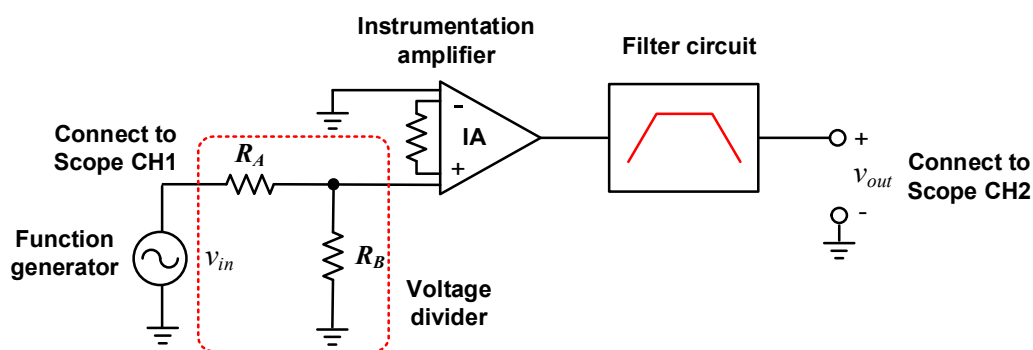 Instrumentation
amplifier
Filter circuit
Connect to
Scope CH1
R_A
-
IA
+
+
v_out
-
Connect to
Scope CH2
Function
generator
v_in
R_B
Voltage
divider